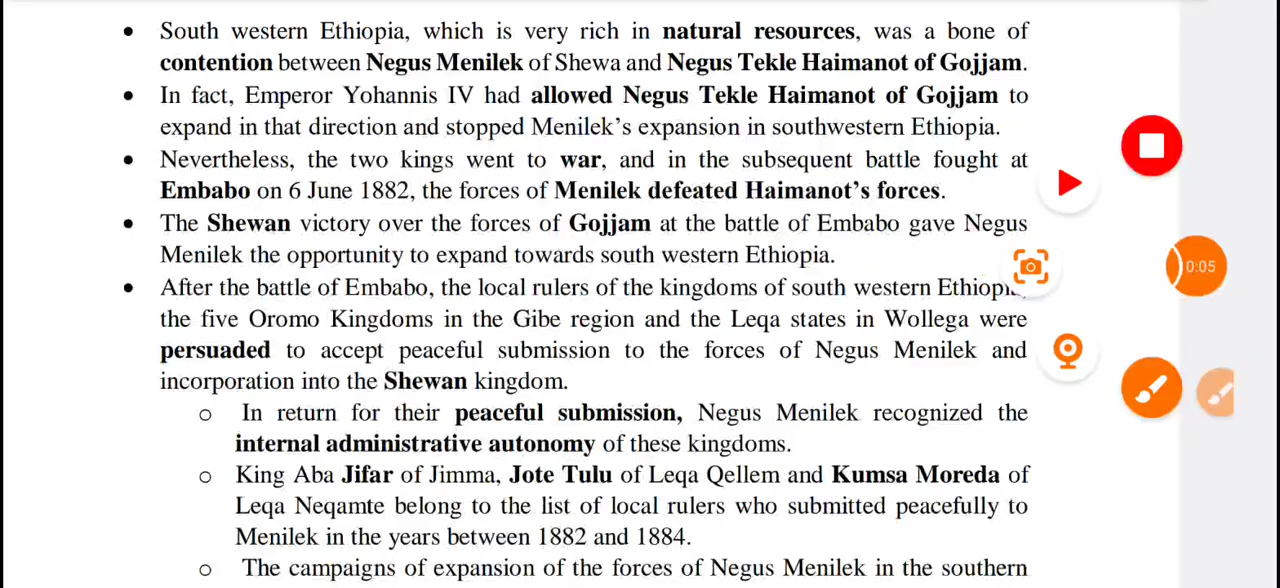 • South western Ethiopia, which is very rich in natural resources, was a bone of
contention between Negus Menilek of Shewa and Negus Tekle Haimanot of Gojjam.
• In fact, Emperor Yohannis IV had allowed Negus Tekle Haimanot of Gojjam to
expand in that direction and stopped Menilek's expansion in southwestern Ethiopia.
• Nevertheless, the two kings went to war, and in the subsequent battle fought at
Embabo on 6 June 1882, the forces of Menilek defeated Haimanot's forces.
• The Shewan victory over the forces of Gojjam at the battle of Embabo gave Negus
Menilek the opportunity to expand towards south western Ethiopia.
0:05
• After the battle of Embabo, the local rulers of the kingdoms of south western
the five Oromo Kingdoms in the Gibe region and the Leqa states in Wollega were
persuaded to accept peaceful submission to the forces of Negus Menilek and
incorporation into the Shewan kingdom.
o In return for their peaceful submission, Negus Menilek recognized the
internal administrative autonomy of these kingdoms.
o King Aba Jifar of Jimma, Jote Tulu of Leqa Qellem and Kumsa Moreda of
Leqa Neqamte belong to the list of local rulers who submitted peacefully to
Menilek in the years between 1882 and 1884.
o The campaigns of expansion of the forces of Negus Menilek in the southern